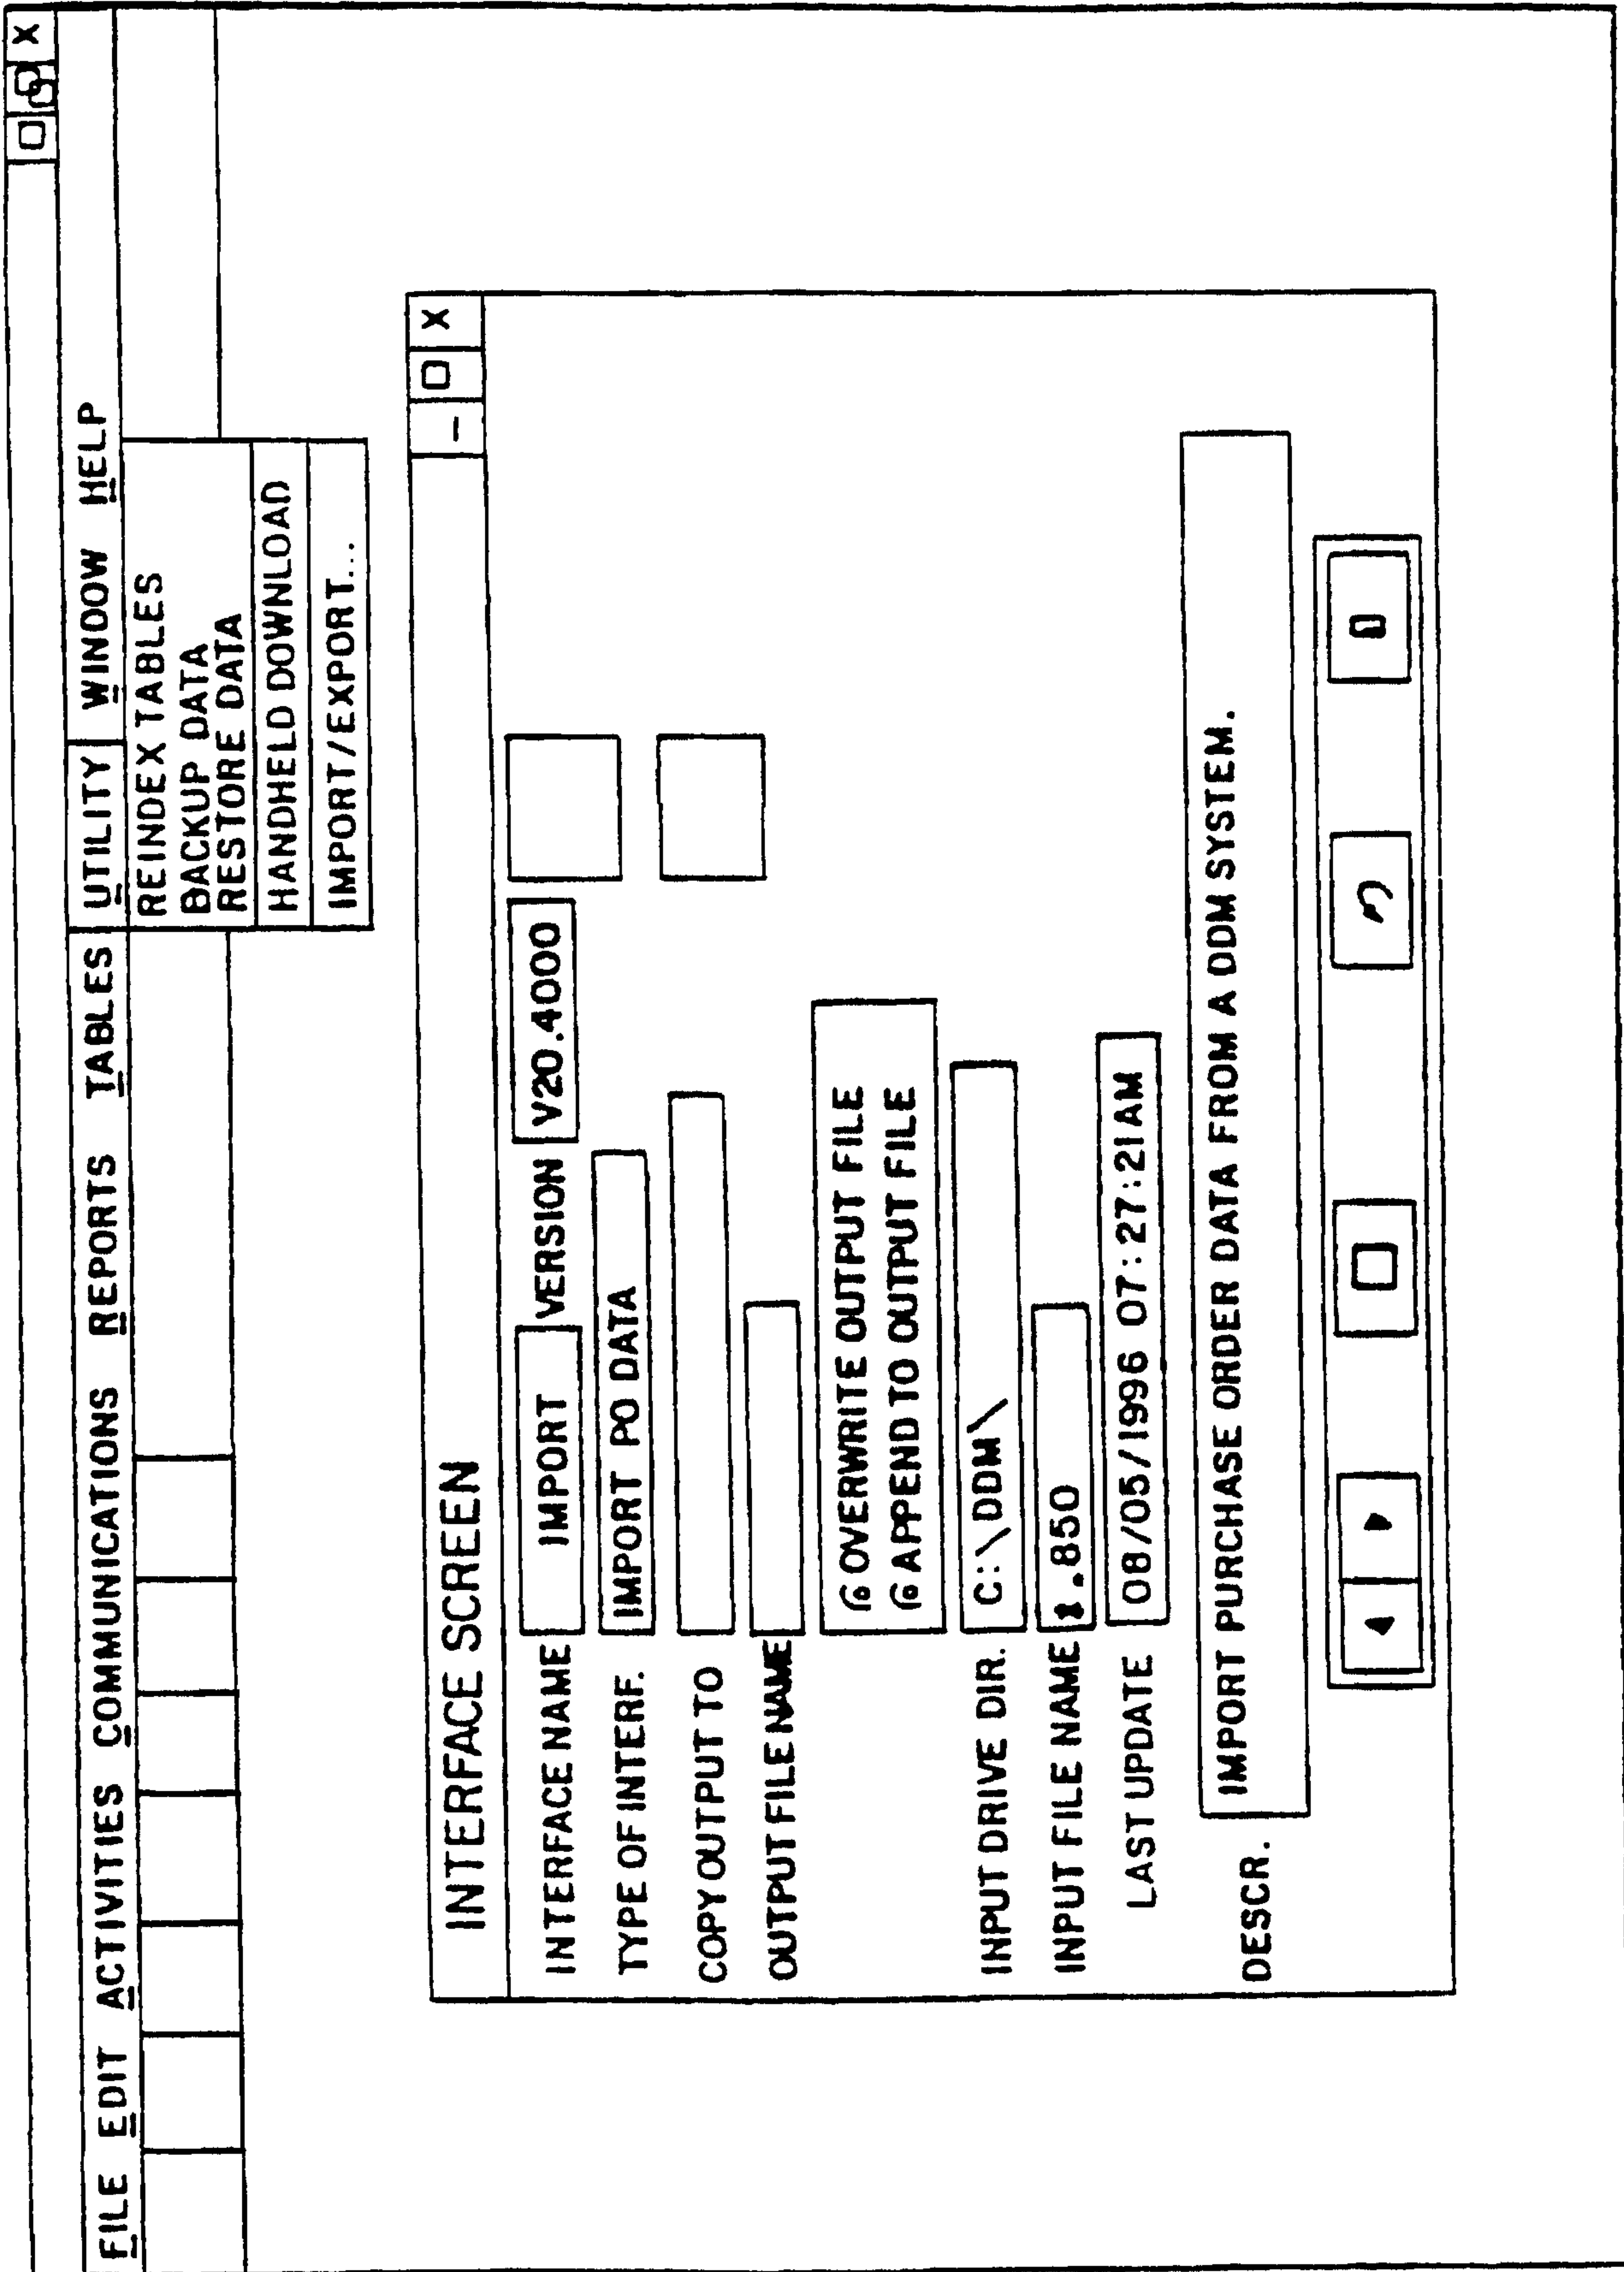 FILE EDIT ACTIVITIES COMMUNICATIONS REPORTS TABLES UTILITY WINDOW HELP
REINDEX TABLES
BACKUP DATA
RESTORE DATA
HANDHELD DOWNLOAD
IMPORT/EXPORT...
INTERFACE SCREEN
INTERFACE NAME IMPORT VERSION V20.4000
TYPE OF INTERF. IMPORT PO DATA
COPY OUTPUT TO
OUTPUT FILE NAME
OVERWRITE OUTPUT FILE
APPEND TO OUTPUT FILE
INPUT DRIVE DIR. C:\DDM\
INPUT FILE NAME *.850
LAST UPDATE 08/05/1996 07:27:21AM
DESCR. IMPORT PURCHASE ORDER DATA FROM A DDM SYSTEM.